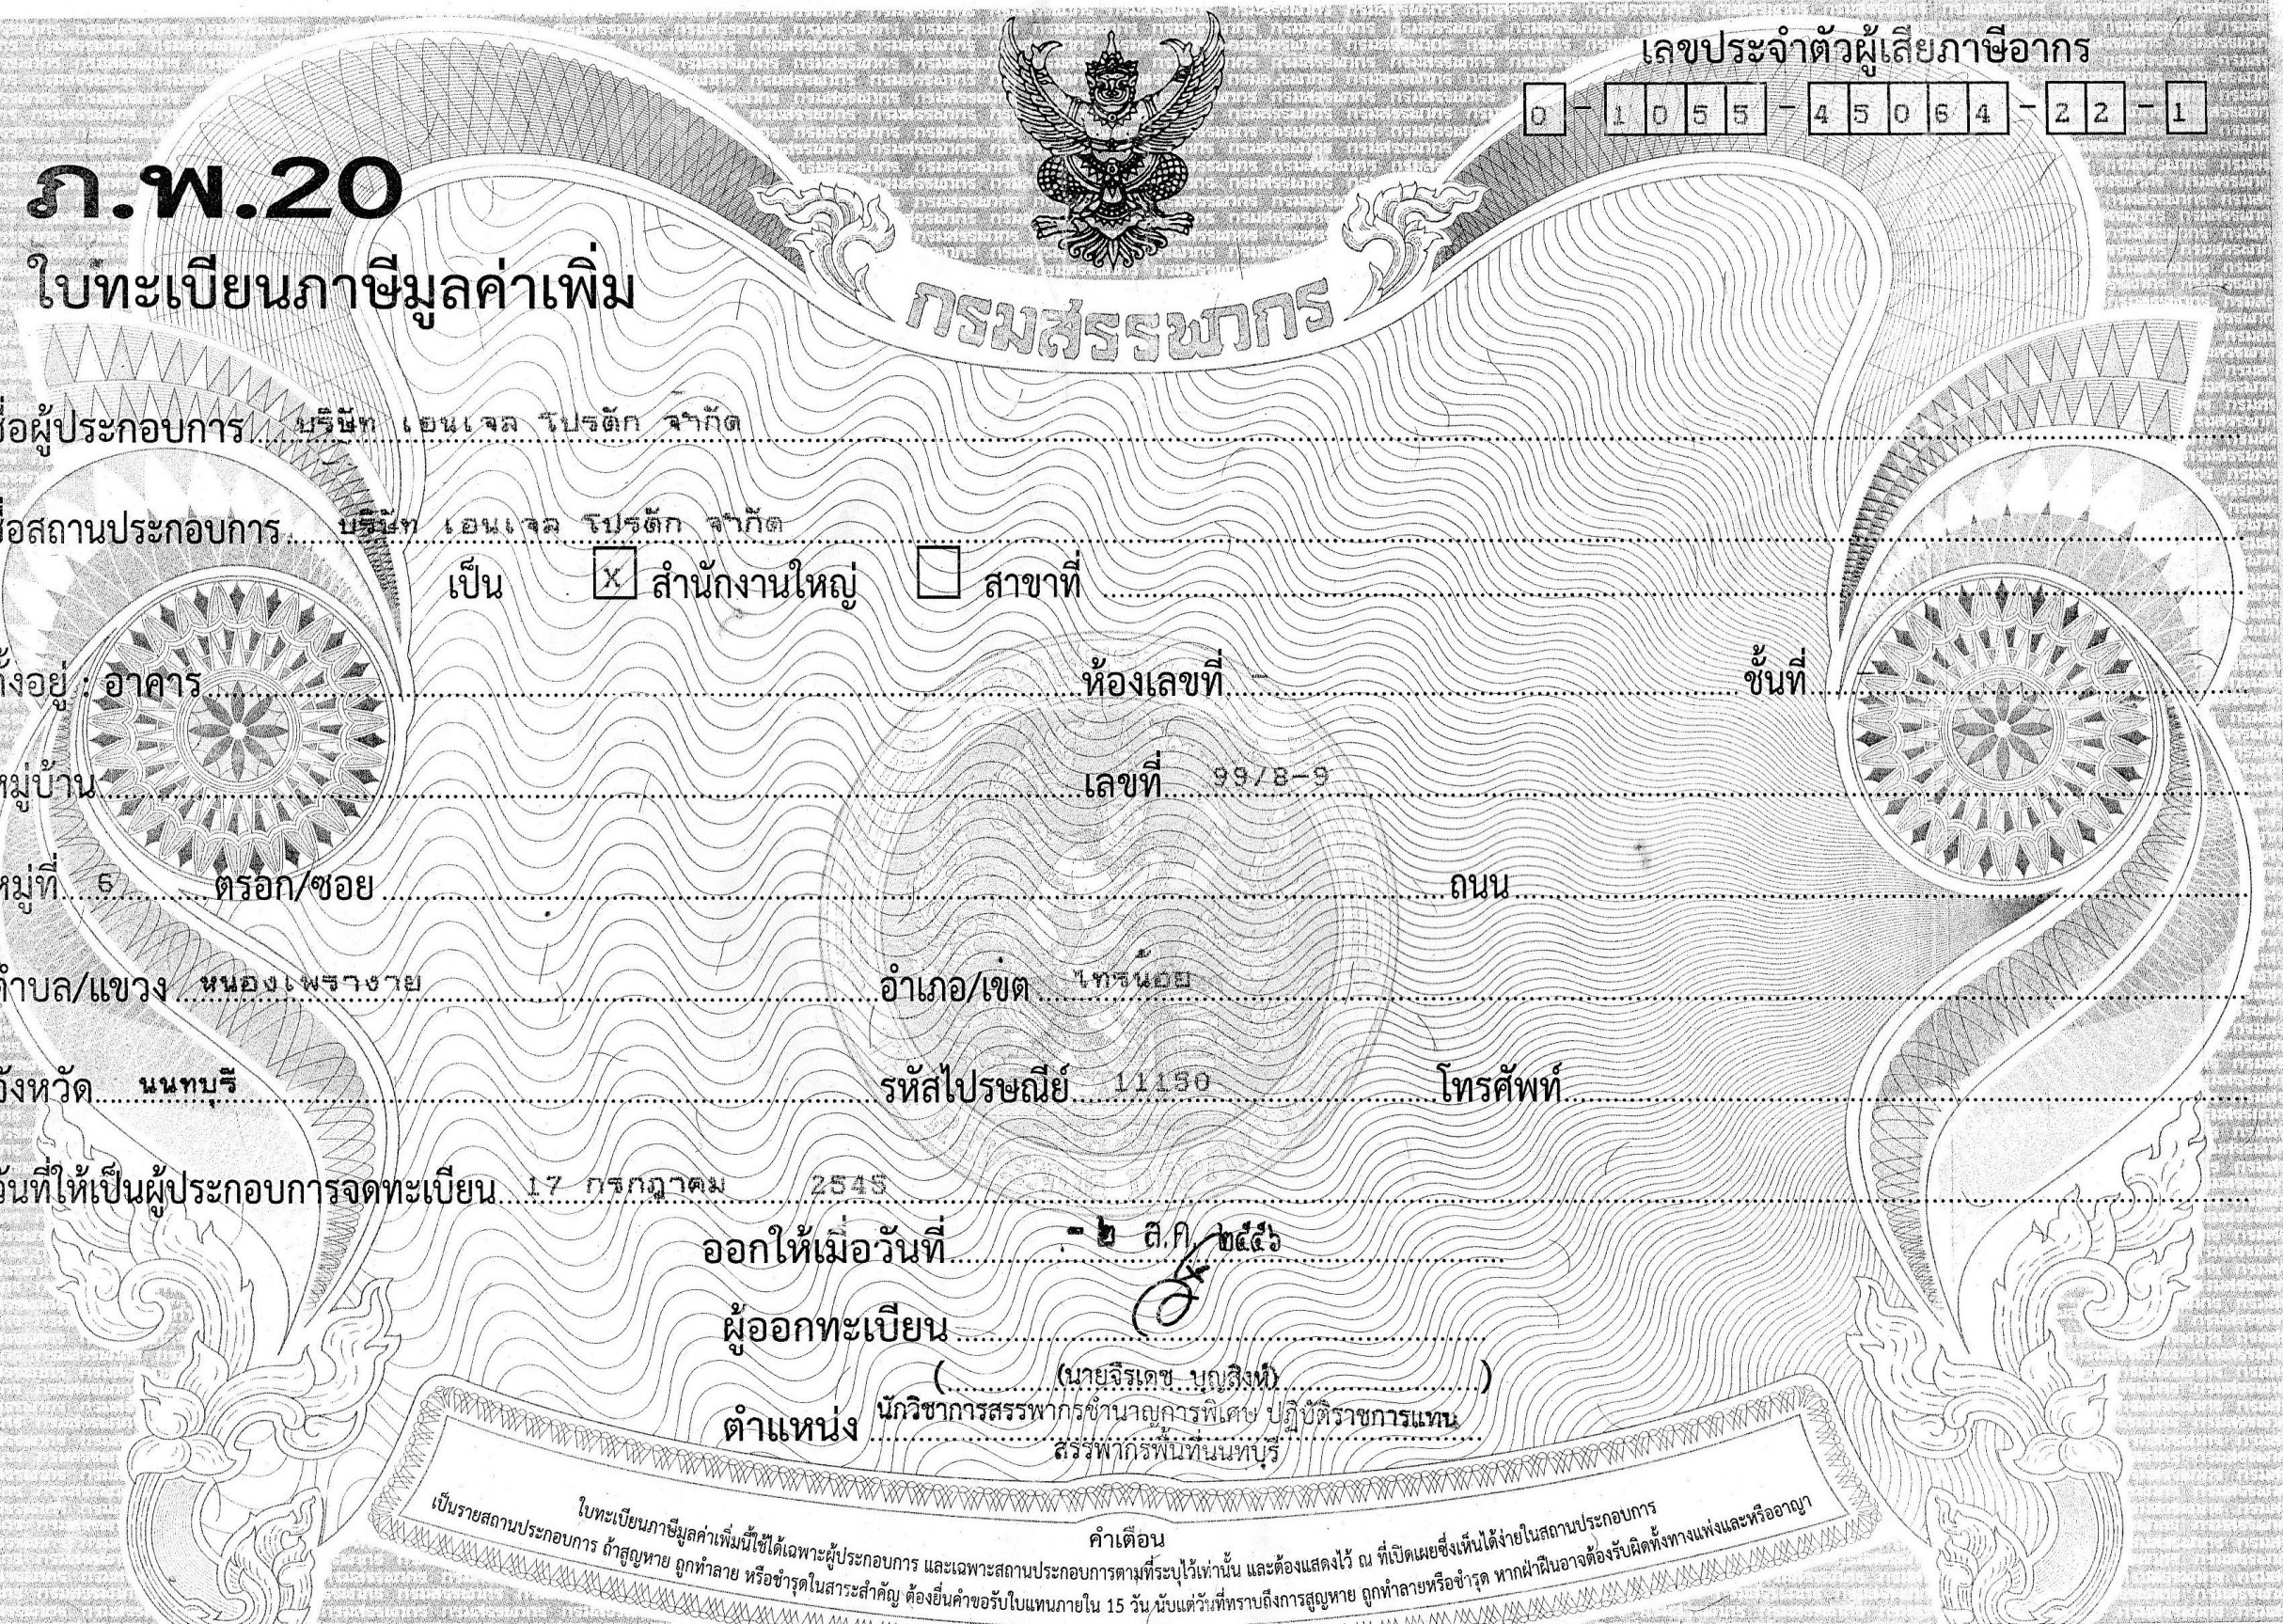 เลขประจำตัวผู้เสียภาษีอากร
0-1055-45064-22-1
ภ.พ.20
ใบทะเบียนภาษีมูลค่าเพิ่ม
กรมสรรพากร
ชื่อผู้ประกอบการ บริษัท เอนเจล โปรดัก จำกัด
ชื่อสถานประกอบการ บริษัท เอนเจล โปรดัก จำกัด
เป็น X สำนักงานใหญ่ สาขาที่
ตั้งอยู่ : อาคาร ห้องเลขที่ - ชั้นที่ -
หมู่บ้าน เลขที่ 99/8-9
หมู่ที่ ตรอก/ซอย ถนน
ตำบล/แขวง หนองเพรางาย อำเภอ/เขต ไทรน้อย
จังหวัด นนทบุรี รหัสไปรษณีย์ 11150 โทรศัพท์
วันที่ให้เป็นผู้ประกอบการจดทะเบียน 17 กรกฎาคม 2545
ออกให้เมื่อวันที่ -๒ ส.ค. ๒๕๕๖
ผู้ออกทะเบียน
(นายจิรเดช บุญสิงห์)
ตำแหน่ง นักวิชาการสรรพากรชำนาญการพิเศษ ปฏิบัติราชการแทน
สรรพากรพื้นที่นนทบุรี
คำเตือน
ใบทะเบียนภาษีมูลค่าเพิ่มนี้ใช้ได้เฉพาะผู้ประกอบการ และเฉพาะสถานประกอบการตามที่ระบุไว้เท่านั้น และต้องแสดงไว้ ณ ที่เปิดเผยซึ่งเห็นได้ง่ายในสถานประกอบการ
เป็นรายสถานประกอบการ ถ้าสูญหาย ถูกทำลาย หรือชำรุดในสาระสำคัญ ต้องยื่นคำขอรับใบแทนภายใน 15 วัน นับแต่วันที่ทราบถึงการสูญหาย ถูกทำลายหรือชำรุด หากฝ่าฝืนอาจต้องรับผิดทั้งทางแพ่งและหรืออาญา